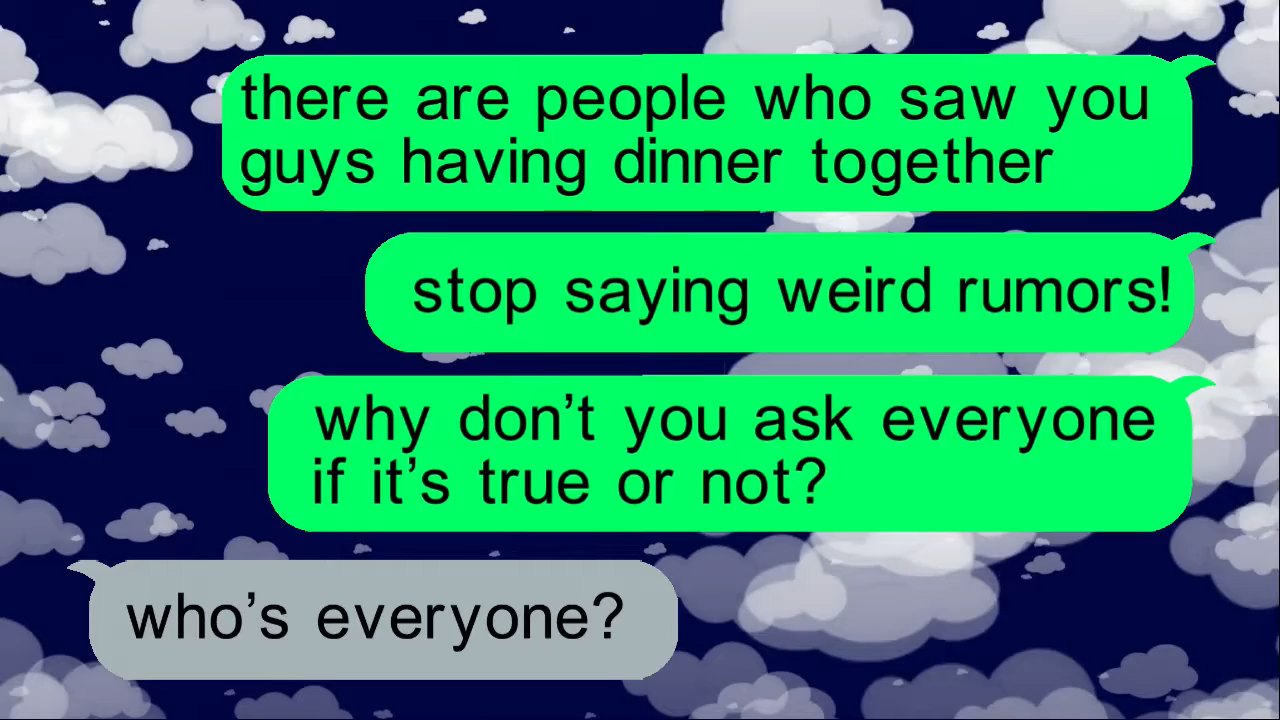 there are people who saw you
guys having dinner together
stop saying weird rumors!
why don’t you ask everyone
if it’s true or not?
who’s everyone?